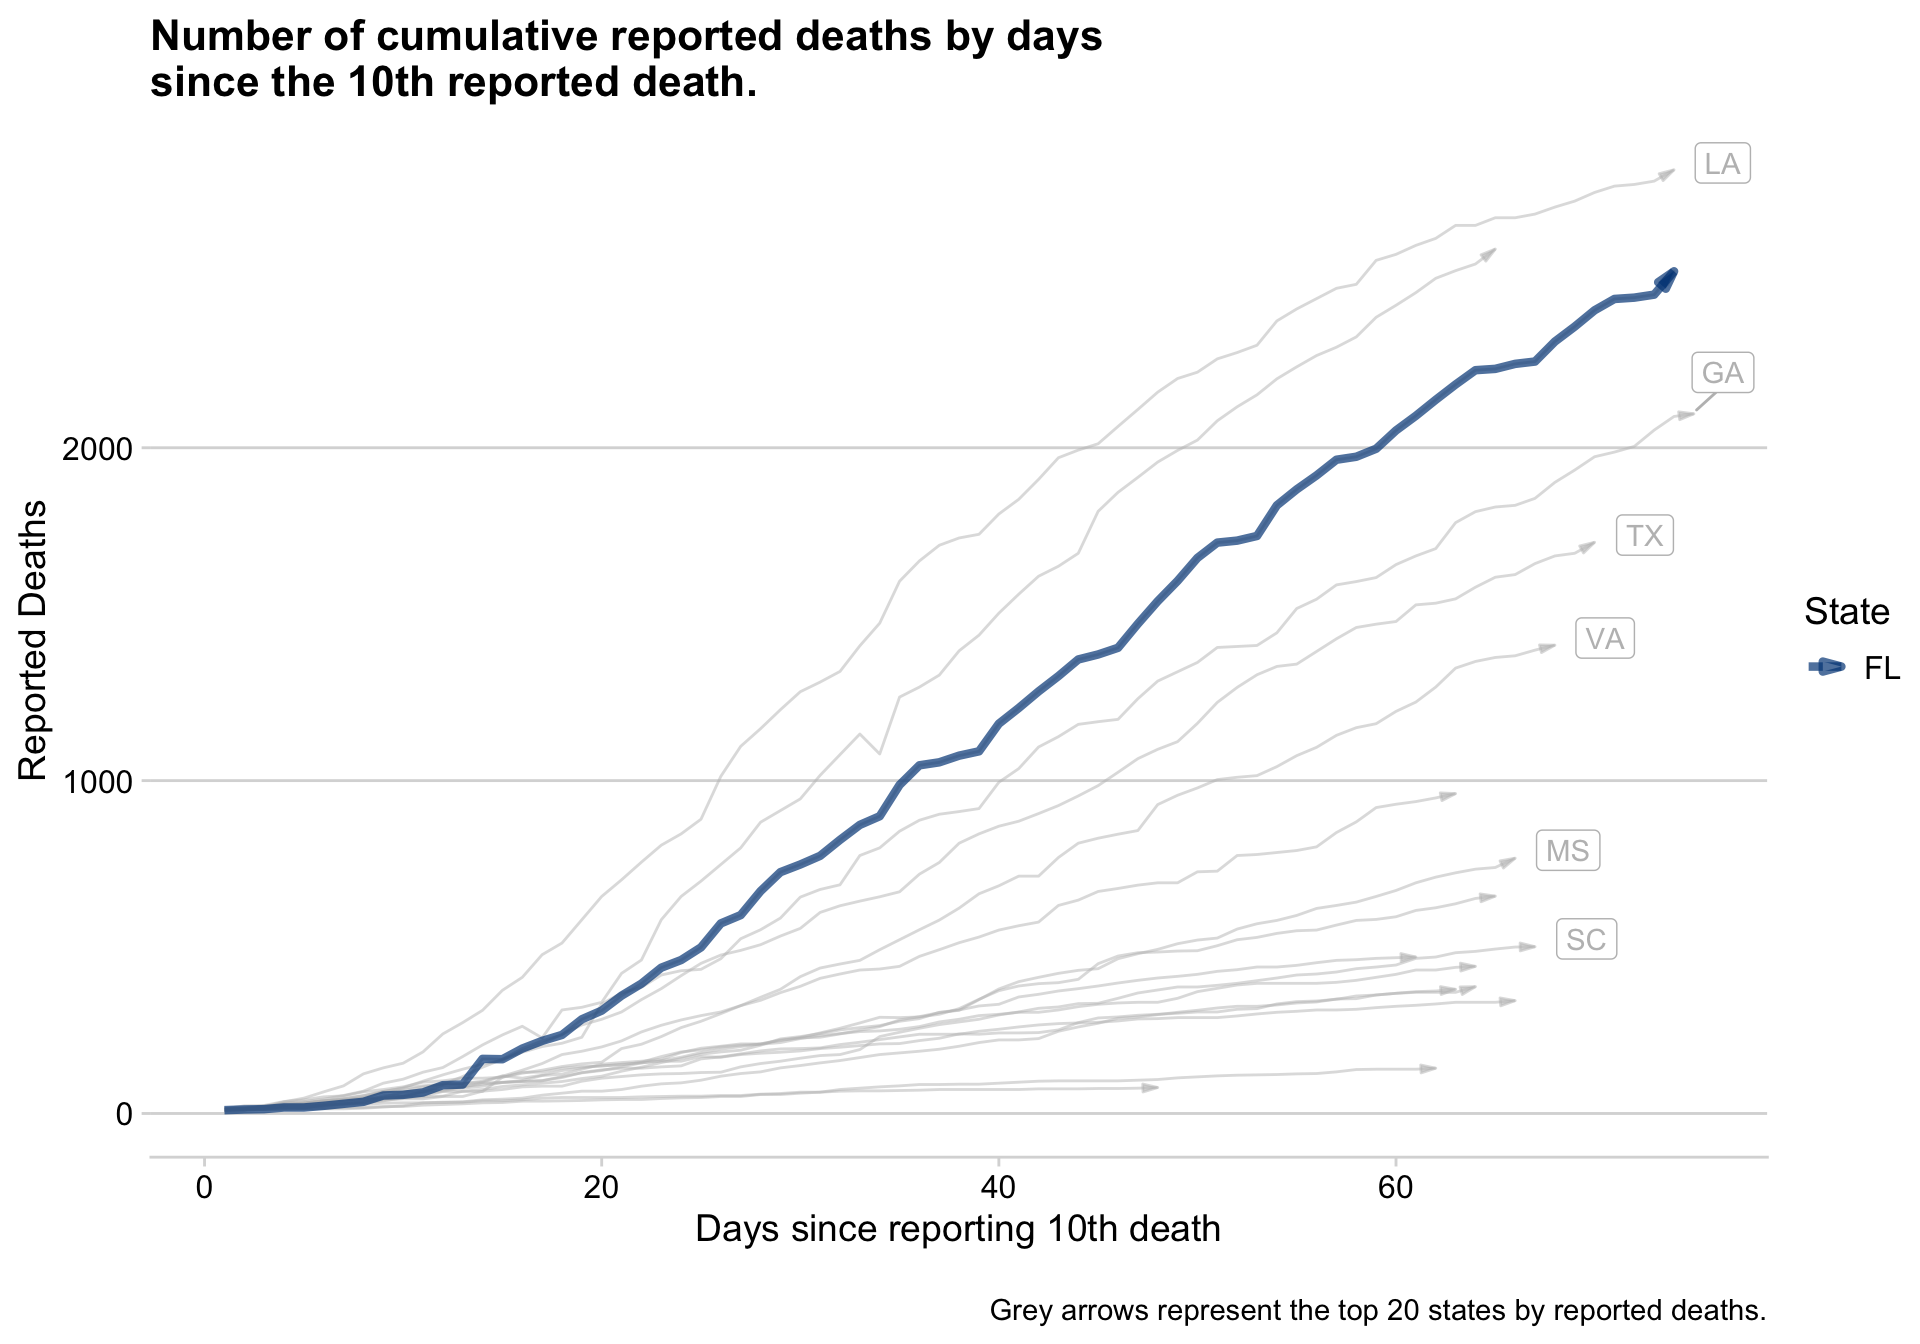 Number of cumulative reported deaths by days
since the 10th reported death.
LA
GA
2000
TX
VA
State
FL
Reported Deaths
1000
MS
SC
0
0 20 40 60
Days since reporting 10th death
Grey arrows represent the top 20 states by reported deaths.